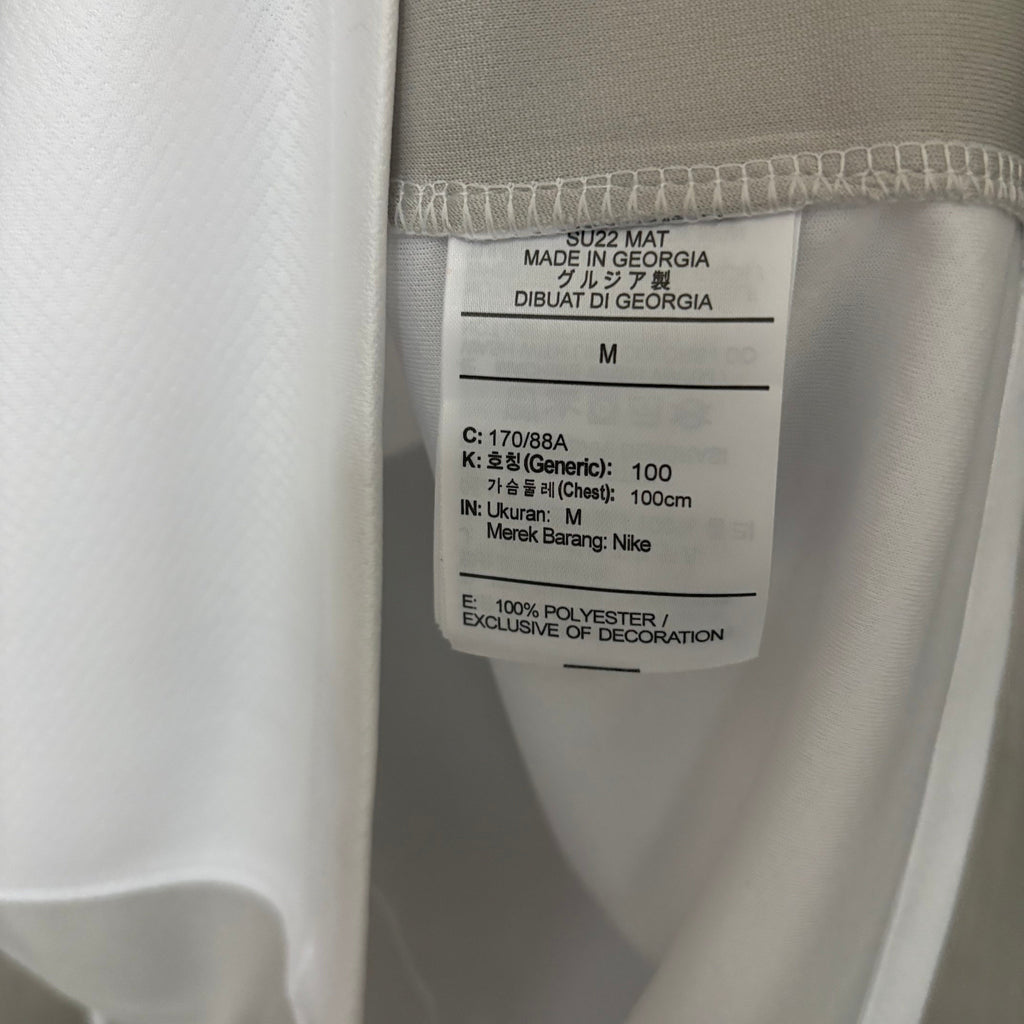 SU22 MAT
MADE IN GEORGIA
グルジア製
DIBUAT DI GEORGIA
M
C: 170/88A
K: 호칭(Generic): 100
가슴둘레(Chest): 100cm
IN: Ukuran: M
Merek Barang: Nike
E: 100% POLYESTER /
EXCLUSIVE OF DECORATION